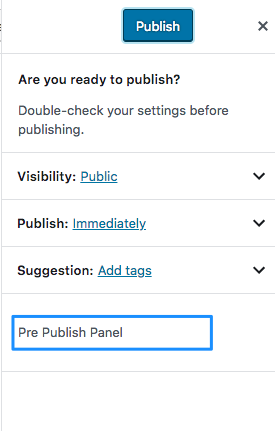 Publish
Are you ready to publish?
Double-check your settings before
publishing.
Visibility: Public
Publish: Immediately
Suggestion: Add tags
Pre Publish Panel